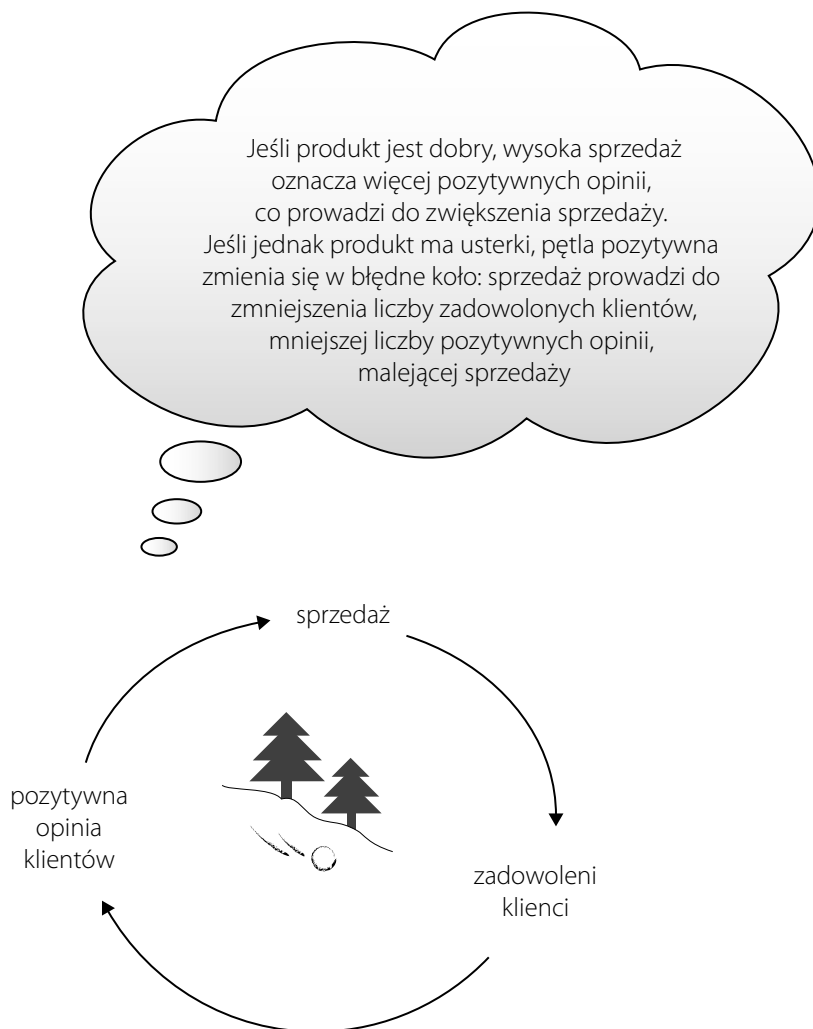 Jeśli produkt jest dobry, wysoka sprzedaż
oznacza więcej pozytywnych opinii,
co prowadzi do zwiększenia sprzedaży.
Jeśli jednak produkt ma usterki, pętla pozytywna
zmienia się w błędne koło: sprzedaż prowadzi do
zmniejszenia liczby zadowolonych klientów,
mniejszej liczby pozytywnych opinii,
malejącej sprzedaży
sprzedaż
pozytywna
opinia
klientów
zadowoleni
klienci